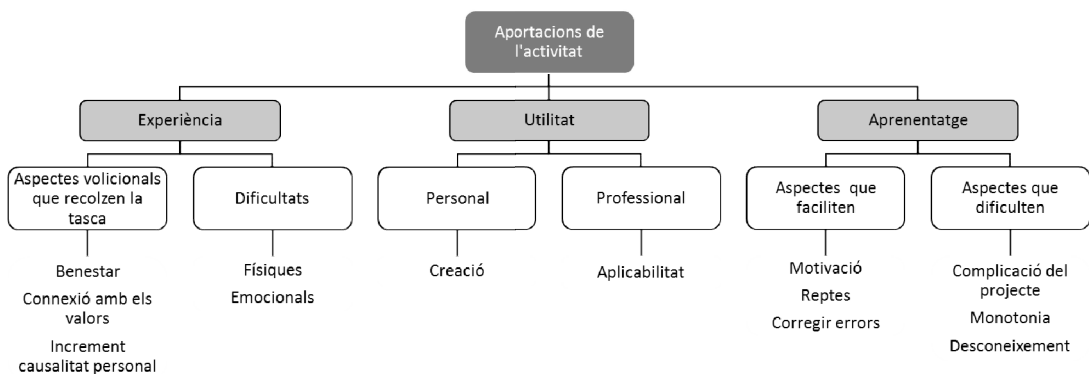 Aportacions de
l'activitat
Experiència
Utilitat
Aprenentatge
Aspectes volicionals
que recolzen la
tasca
Dificultats
Personal
Professional
Aspectes que
faciliten
Aspectes que
dificulten
Benestar
Connexió amb els
valors
Increment
causalitat personal
Físiques
Emocionals
Creació
Aplicabilitat
Motivació
Reptes
Corregir errors
Complicació del
projecte
Monotonia
Desconeixement